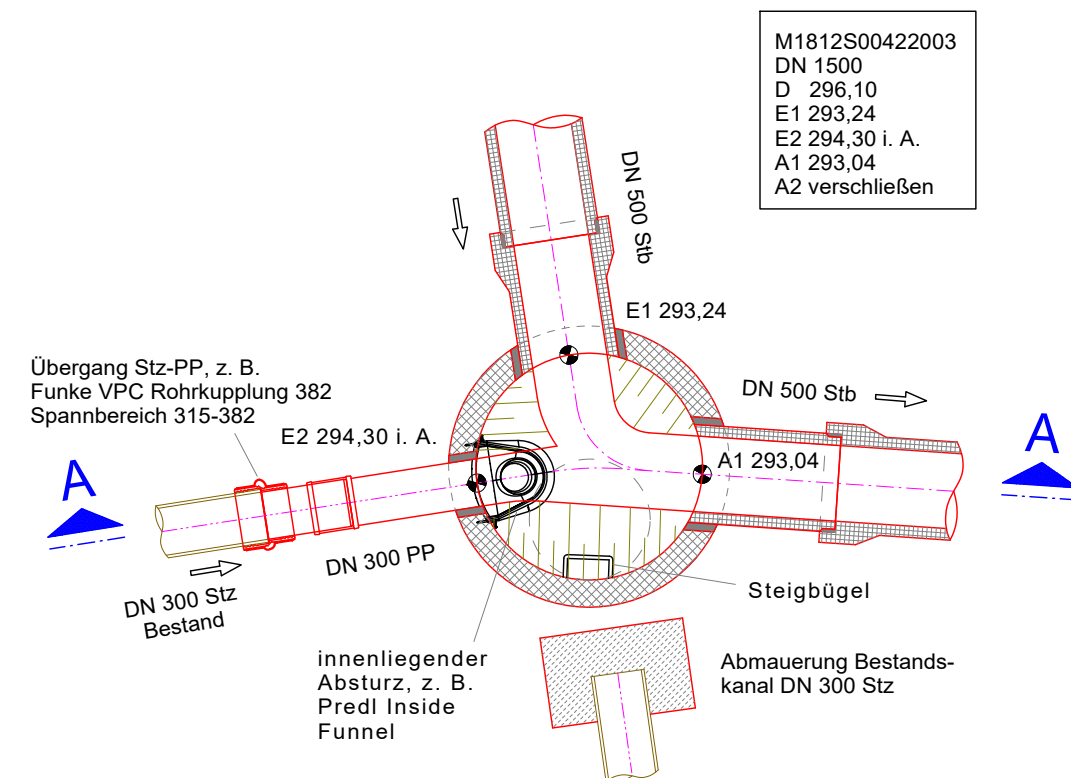 M1812S00422003
DN 1500
D 296,10
E1 293,24
E2 294,30 i. A.
A1 293,04
A2 verschließen
DN 500 Stb
E1 293,24
Übergang Stz-PP, z. B.
Funke VPC Rohrkupplung 382
Spannbereich 315-382
DN 500 Stb
E2 294,30 i. A.
A1 293,04
A
A
DN 300 PP
DN 300 Stz
Bestand
Steigbügel
innenliegender
Absturz, z. B.
Predl Inside
Funnel
Abmauerung Bestands-
kanal DN 300 Stz